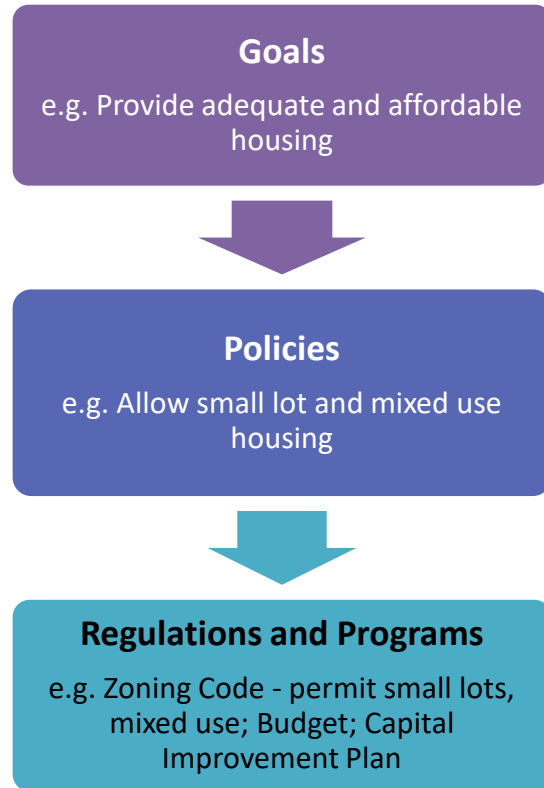 Goals
e.g. Provide adequate and affordable
housing
Policies
e.g. Allow small lot and mixed use
housing
Regulations and Programs
e.g. Zoning Code - permit small lots,
mixed use; Budget; Capital
Improvement Plan